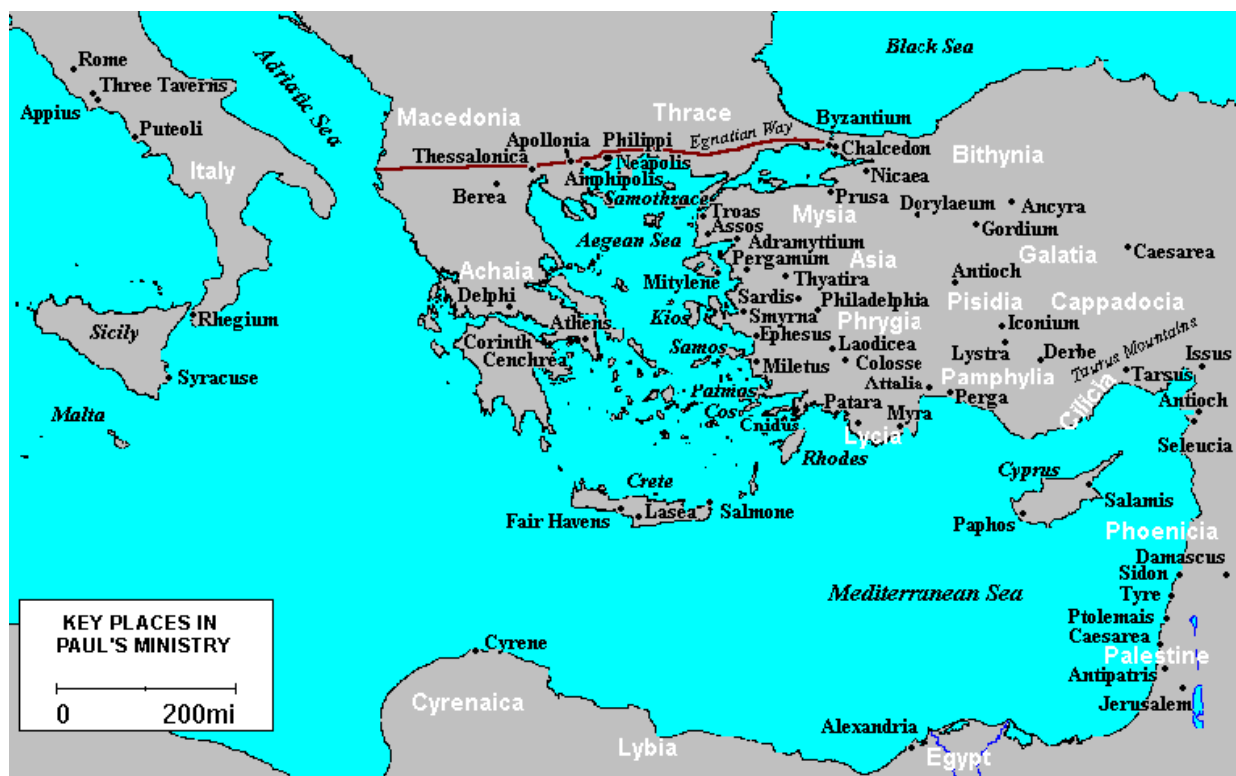 Black Sea
Rome
Three Taverns
Appius
Puteoli
Italy
Adriatic Sea
Macedonia
Thrace
Byzantium
Egnatian Way
Apollonia
Philippi
Chalcedon
Bithynia
Thessalonica
Neapolis
Amphipolis
Nicaea
Berea
Samothrace
Prusa
Mysia
Troas
Dorylaeum
Ancyra
Assos
Gordium
Aegean Sea
Adramyttium
Galatia
Caesarea
Achaia
Pergamum
Asia
Mitylene
Thyatira
Antioch
Delphi
Sardis
Philadelphia
Pisidia
Cappadocia
Sicily
Rhegium
Kios
Smyrna
Phrygia
Iconium
Athens
Ephesus
Corinth
Cenchrea
Samos
Laodicea
Lystra
Derbe
Taurus Mountains
Issus
Syracuse
Miletus
Colosse
Pamphylia
Tarsus
Malta
Patmas
Attalia
Perga
Cilicia
Antioch
Cos
Patara
Cnidus
Myra
Lycia
Seleucia
Rhodes
Crete
Cyprus
Salamis
Fair Havens
Lasea
Salmone
Paphos
Phoenicia
Damascus
Sidon
Mediterranean Sea
Tyre
KEY PLACES IN
PAUL'S MINISTRY
0 200mi
Ptolemais
Caesarea
Cyrene
Palestine
Antipatris
Cyrenaica
Jerusalem
Alexandria
Lybia
Egypt